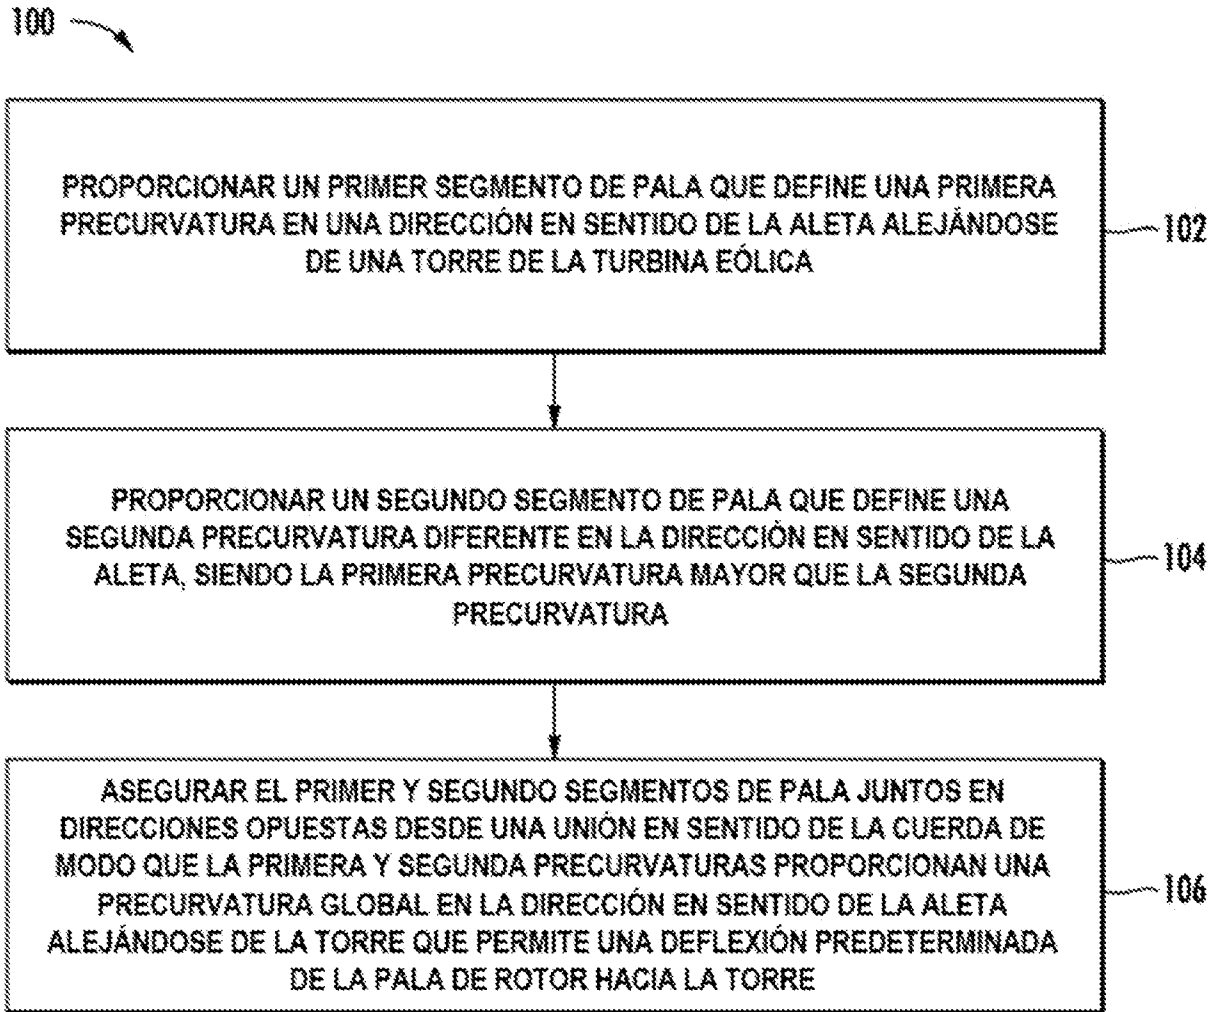 100
PROPORCIONAR UN PRIMER SEGMENTO DE PALA QUE DEFINE UNA PRIMERA
PRECURVATURA EN UNA DIRECCIÓN EN SENTIDO DE LA ALETA ALEJÁNDOSE
DE UNA TORRE DE LA TURBINA EÓLICA
102
PROPORCIONAR UN SEGUNDO SEGMENTO DE PALA QUE DEFINE UNA
SEGUNDA PRECURVATURA DIFERENTE EN LA DIRECCIÓN EN SENTIDO DE LA
ALETA, SIENDO LA PRIMERA PRECURVATURA MAYOR QUE LA SEGUNDA
PRECURVATURA
104
ASEGURAR EL PRIMER Y SEGUNDO SEGMENTOS DE PALA JUNTOS EN
DIRECCIONES OPUESTAS DESDE UNA UNIÓN EN SENTIDO DE LA CUERDA DE
MODO QUE LA PRIMERA Y SEGUNDA PRECURVATURAS PROPORCIONAN UNA
PRECURVATURA GLOBAL EN LA DIRECCIÓN EN SENTIDO DE LA ALETA
ALEJÁNDOSE DE LA TORRE QUE PERMITE UNA DEFLEXIÓN PREDETERMINADA
DE LA PALA DE ROTOR HACIA LA TORRE
106